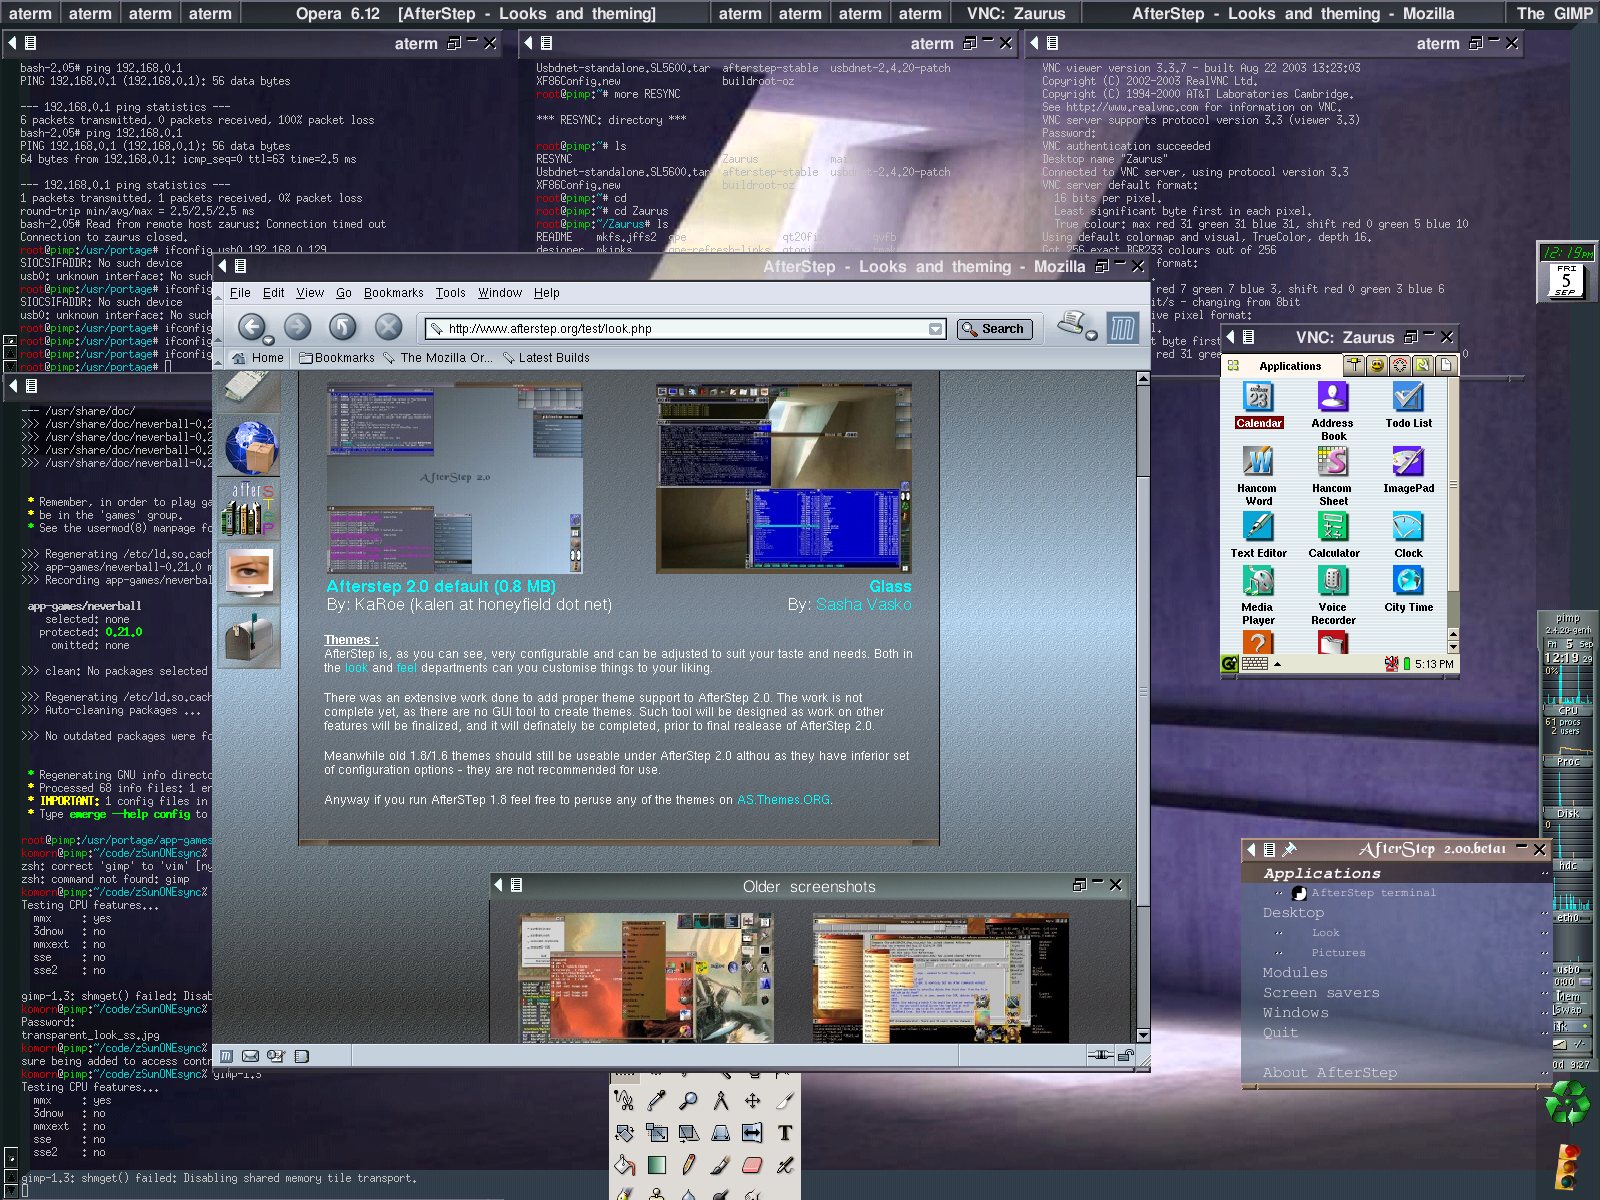 aterm aterm aterm aterm Opera 6.12 [AfterStep - Looks and theming] aterm aterm aterm aterm VNC: Zaurus AfterStep - Looks and theming - Mozilla The GIMP
aterm
bash-2.05# ping 192.168.0.1
PING 192.168.0.1 (192.168.0.1): 56 data bytes
--- 192.168.0.1 ping statistics ---
6 packets transmitted, 0 packets received, 100% packet loss
bash-2.05# ping 192.168.0.1
PING 192.168.0.1 (192.168.0.1): 56 data bytes
64 bytes from 192.168.0.1: icmp_seq=0 ttl=63 time=2.5 ms
--- 192.168.0.1 ping statistics ---
1 packets transmitted, 1 packets received, 0% packet loss
round-trip min/avg/max = 2.5/2.5/2.5 ms
bash-2.05# Read from remote host zaurus: Connection timed out
Connection to zaurus closed.
root@pimp:/usr/portage# ifconfig usb0 192.168.0.129
SIOCSIFADDR: No such device
usb0: unknown interface: No such
root@pimp:/usr/portage# ifconfig
SIOCSIFADDR: No such device
usb0: unknown interface: No such
root@pimp:/usr/portage# ifconfig
root@pimp:/usr/portage# ifconfig
root@pimp:/usr/portage# ifconfig
root@pimp:/usr/portage#
aterm
Usbdnet-standalone.SL5600.tar afterstep-stable usbdnet-2.4.20-patch
XF86Config.new buildroot-oz
root@pimp:~# more RESYNC
*** RESYNC: directory ***
root@pimp:~# ls
RESYNC Zaurus
Usbdnet-standalone.SL5600.tar afterstep-stable usbdnet-2.4.20-patch
XF86Config.new buildroot-oz
root@pimp:~# cd
root@pimp:~# cd Zaurus
root@pimp:~/Zaurus# ls
README mkfs.jffs2
aterm
VNC viewer version 3.3.7 - built Aug 22 2003 13:23:03
Copyright (C) 2002-2003 RealVNC Ltd.
Copyright (C) 1994-2000 AT&T Laboratories Cambridge.
See http://www.realvnc.com for information on VNC.
VNC server supports protocol version 3.3 (viewer 3.3)
Password:
VNC authentication succeeded
Desktop name "Zaurus"
Connected to VNC server, using protocol version 3.3
VNC server default format:
16 bits per pixel.
Least significant byte first in each pixel.
True colour: max red 31 green 31 blue 31, shift red 0 green 5 blue 10
Using default colormap and visual, TrueColor, depth 16.
Got 256 exact BGR233 colours out of 256
format:
red 7 green 7 blue 3, shift red 0 green 3 blue 6
- changing from 8bit
pixel format:
12:19PM
FRI
5
SEP
--- /usr/share/doc/
>>> /usr/share/doc/neverball-0.2
>>> /usr/share/doc/neverball-0.2
>>> /usr/share/doc/neverball-0.2
>>> /usr/share/doc/neverball-0.2
* Remember, in order to play ga
* be in the 'games' group.
* See the usermod(8) manpage fo
>>> Regenerating /etc/ld.so.cach
>>> app-games/neverball-0.21.0 m
>>> Recording app-games/neverbal
app-games/neverball
selected: none
protected: 0.21.0
omitted: none
>>> clean: No packages selected
>>> Regenerating /etc/ld.so.cach
>>> Auto-cleaning packages ...
>>> No outdated packages were fo
* Regenerating GNU info directo
* Processed 68 info files: 1 er
* IMPORTANT: 1 config files in
* Type emerge --help config to
root@pimp:/usr/portage/app-games
komorn@pimp:~/code/zSunONEsync%
zsh: correct 'gimp' to 'vim' [ny
zsh: command not found: gimp
komorn@pimp:~/code/zSunONEsync%
Testing CPU features...
mmx : yes
3dnow : no
mmxext : no
sse : no
sse2 : no
gimp-1.3: shmget() failed: Disab
komorn@pimp:~/code/zSunONEsync%
Password:
transparent_look_ss.jpg
komorn@pimp:~/code/zSunONEsync%
sure being added to access contr
komorn@pimp:~/code/zSunONEsync% gimp-1.3
Testing CPU features...
mmx : yes
3dnow : no
mmxext : no
sse : no
sse2 : no
gimp-1.3: shmget() failed: Disabling shared memory tile transport.
AfterStep - Looks and theming - Mozilla
File Edit View Go Bookmarks Tools Window Help
http://www.afterstep.org/test/look.php Search
Home Bookmarks The Mozilla Or... Latest Builds
AfterStep 2.0
Afterstep 2.0 default (0.8 MB)
By: KaRoe (kalen at honeyfield dot net)
Glass
By: Sasha Vasko
Themes :
AfterStep is, as you can see, very configurable and can be adjusted to suit your taste and needs. Both in
the look and feel departments can you customise things to your liking.
There was an extensive work done to add proper theme support to AfterStep 2.0. The work is not
complete yet, as there are no GUI tool to create themes. Such tool will be designed as work on other
features will be finalized, and it will definately be completed, prior to final realease of AfterStep 2.0.
Meanwhile old 1.8/1.6 themes should still be useable under AfterStep 2.0 althou as they have inferior set
of configuration options - they are not recommended for use.
Anyway if you run AfterSTep 1.8 feel free to peruse any of the themes on AS.Themes.ORG.
Older screenshots
VNC: Zaurus
Applications
Calendar
Address Book
Todo List
Hancom Word
Hancom Sheet
ImagePad
Text Editor
Calculator
Clock
Media Player
Voice Recorder
City Time
5:13 PM
pimp
Fri 5 Sep
12:19 29
0%
CPU
61 procs
2 users
Proc
Disk
0
hdc
eth0
usb0
Mem
Swap
AfterStep 2.00.beta1
Applications
AfterStep terminal
Desktop
Look
Pictures
Modules
Screen savers
Windows
Quit
About AfterStep